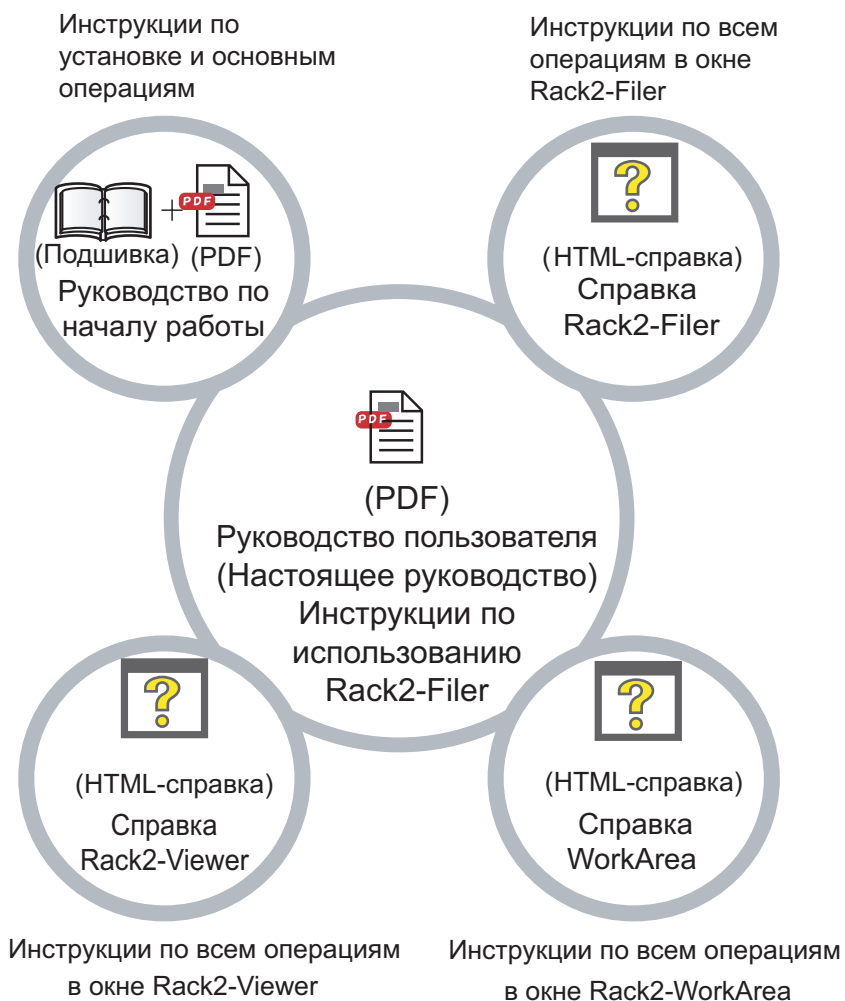 Инструкции по
установке и основным
операциям
Инструкции по всем
операциям в окне
Rack2-Filer
+
PDF
(Подшивка) (PDF)
Руководство по
началу работы
?
(HTML-справка)
Справка
Rack2-Filer
PDF
(PDF)
Руководство пользователя
(Настоящее руководство)
Инструкции по
использованию
Rack2-Filer
?
(HTML-справка)
Справка
Rack2-Viewer
?
(HTML-справка)
Справка
WorkArea
Инструкции по всем операциям
в окне Rack2-Viewer
Инструкции по всем операциям
в окне Rack2-WorkArea